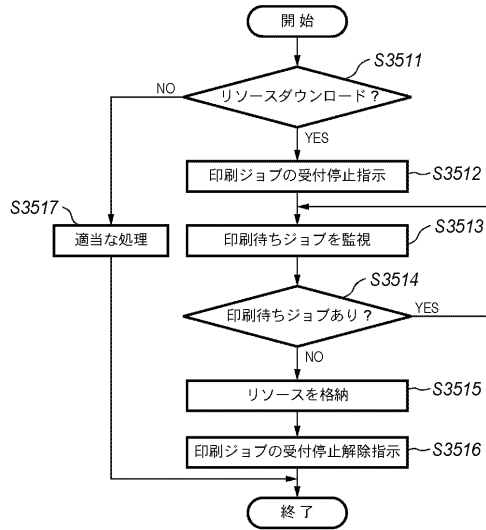 開始
S3511
リソースダウンロード?
NO
YES
印刷ジョブの受付停止指示
S3512
S3517
適当な処理
印刷待ちジョブを監視
S3513
S3514
印刷待ちジョブあり?
YES
NO
リソースを格納
S3515
印刷ジョブの受付停止解除指示
S3516
終了